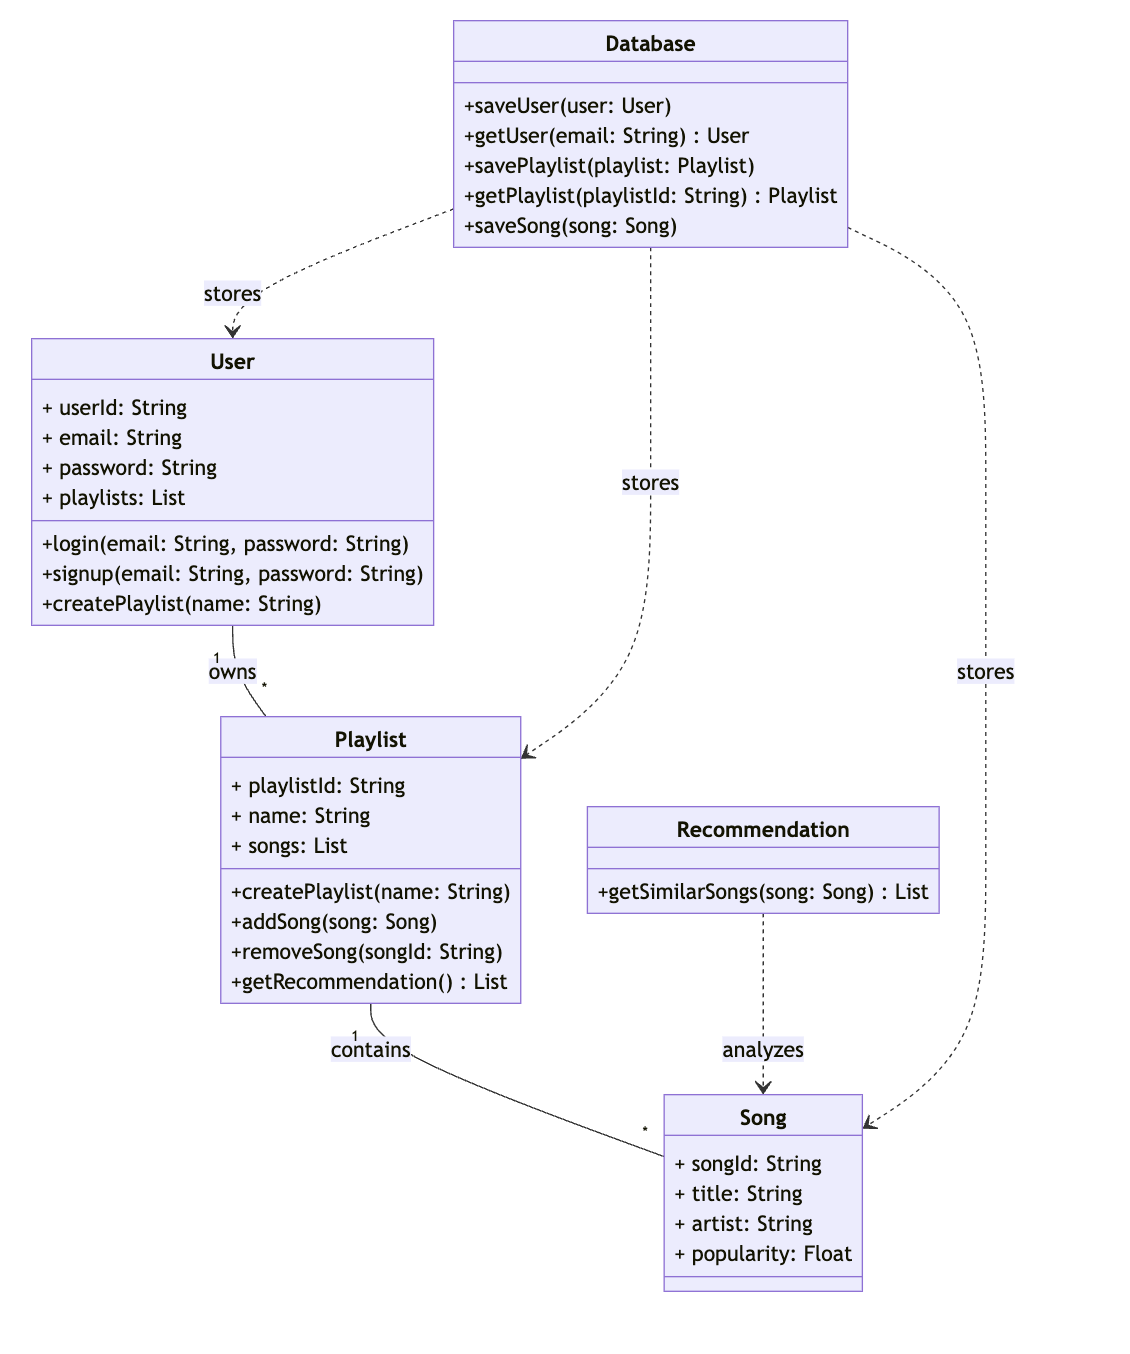 Database
+saveUser(user: User)
+getUser(email: String) : User
+savePlaylist(playlist: Playlist)
+getPlaylist(playlistId: String) : Playlist
+saveSong(song: Song)
stores
User
+ userId: String
+ email: String
+ password: String
+ playlists: List
+login(email: String, password: String)
+signup(email: String, password: String)
+createPlaylist(name: String)
stores
stores
1
owns
*
Playlist
+ playlistId: String
+ name: String
+ songs: List
+createPlaylist(name: String)
+addSong(song: Song)
+removeSong(songId: String)
+getRecommendation() : List
Recommendation
+getSimilarSongs(song: Song) : List
1
contains
*
analyzes
Song
+ songId: String
+ title: String
+ artist: String
+ popularity: Float